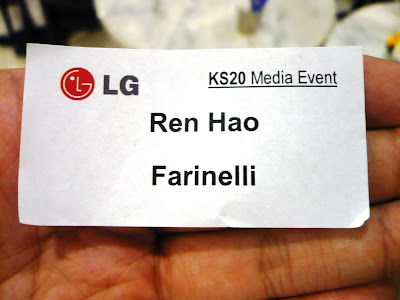 LG
KS20 Media Event
Ren Hao
Farinelli